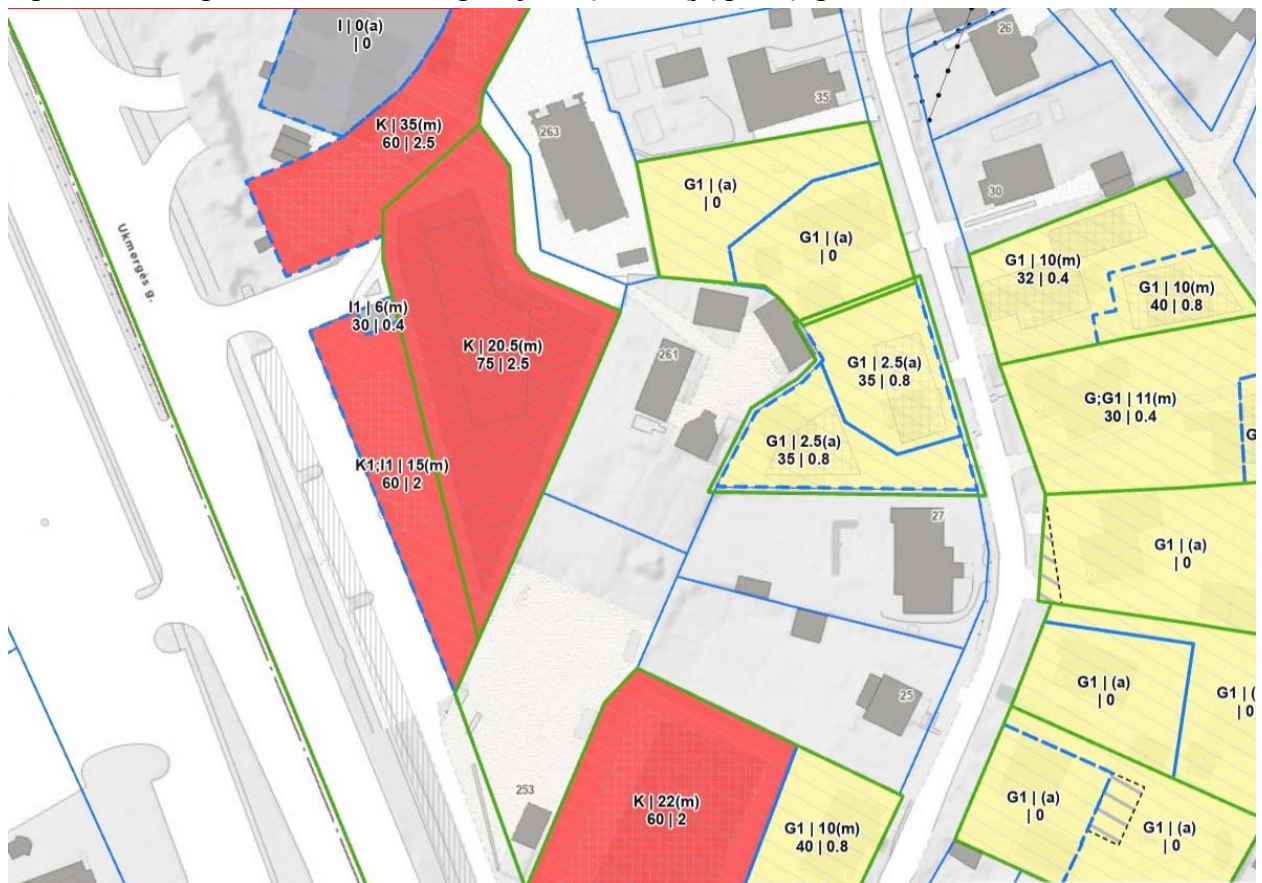 I | 0(a)
| 0
26
35
K | 35(m)
60 | 2.5
263
G1 | (a)
| 0
30
Ukmergės g.
G1 | (a)
| 0
G1 | 10(m)
32 | 0.4
G1 | 10(m)
40 | 0.8
I1 | 6(m)
30 | 0.4
K | 20.5(m)
75 | 2.5
261
G1 | 2.5(a)
35 | 0.8
G;G1 | 11(m)
30 | 0.4
G
G1 | 2.5(a)
35 | 0.8
K1;I1 | 15(m)
60 | 2
27
G1 | (a)
| 0
G1 | (a)
| 0
G1 | (
| 0
25
253
K | 22(m)
60 | 2
G1 | 10(m)
40 | 0.8
G1 | (a)
| 0
G1 | (a)
| 0